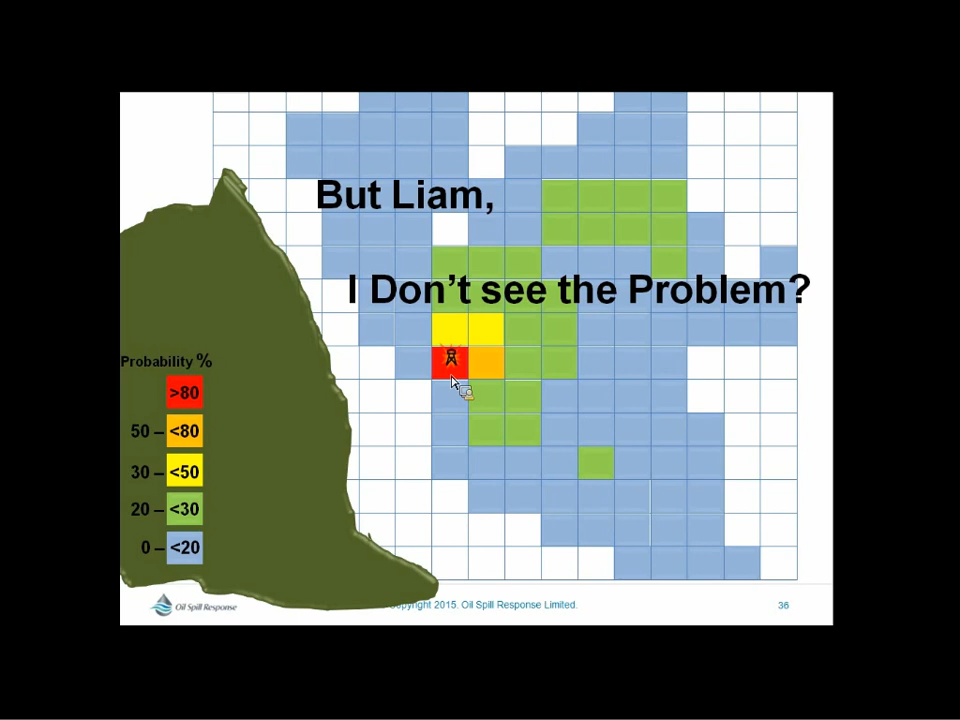 But Liam,
I Don't see the Problem?
Probability %
>80
50 – <80
30 – <50
20 – <30
0 – <20
Oil Spill Response
Copyright 2015. Oil Spill Response Limited.
36